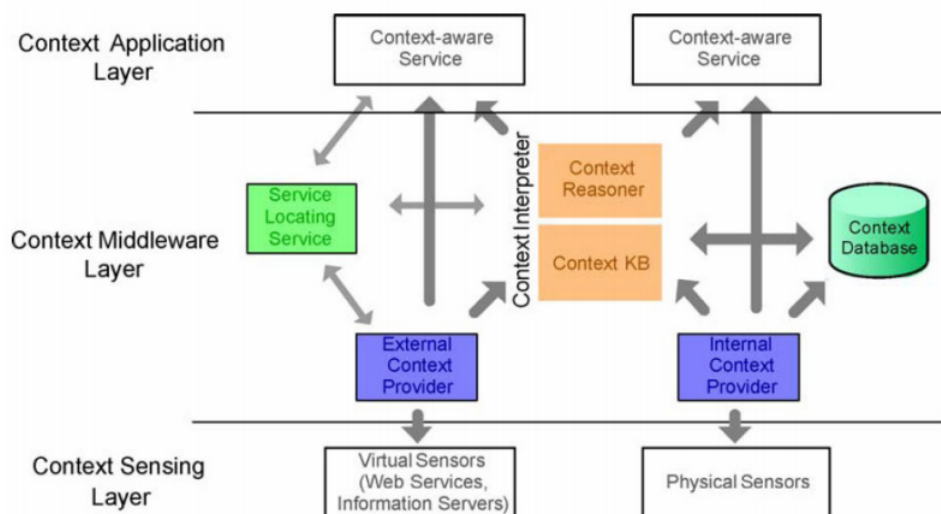 Context Application
Layer
Context-aware
Service
Context-aware
Service
Context Middleware
Layer
Service
Locating
Service
Context Interpreter
Context
Reasoner
Context KB
Context
Database
External
Context
Provider
Internal
Context
Provider
Context Sensing
Layer
Virtual Sensors
(Web Services,
Information Servers)
Physical Sensors